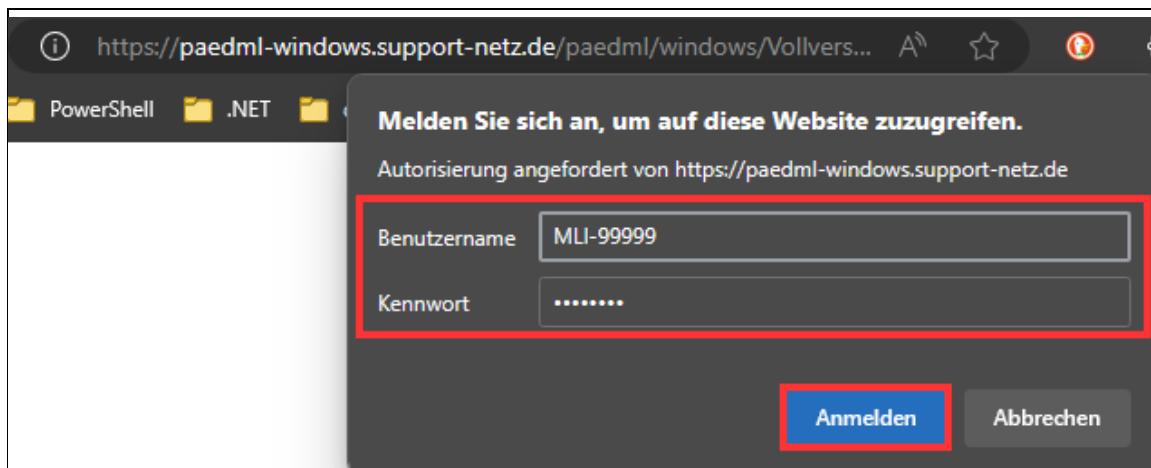 https://paedml-windows.support-netz.de/paedml/windows/Vollvers...
PowerShell .NET
Melden Sie sich an, um auf diese Website zuzugreifen.
Autorisierung angefordert von https://paedml-windows.support-netz.de
Benutzername MLI-99999
Kennwort ••••••••
Anmelden Abbrechen